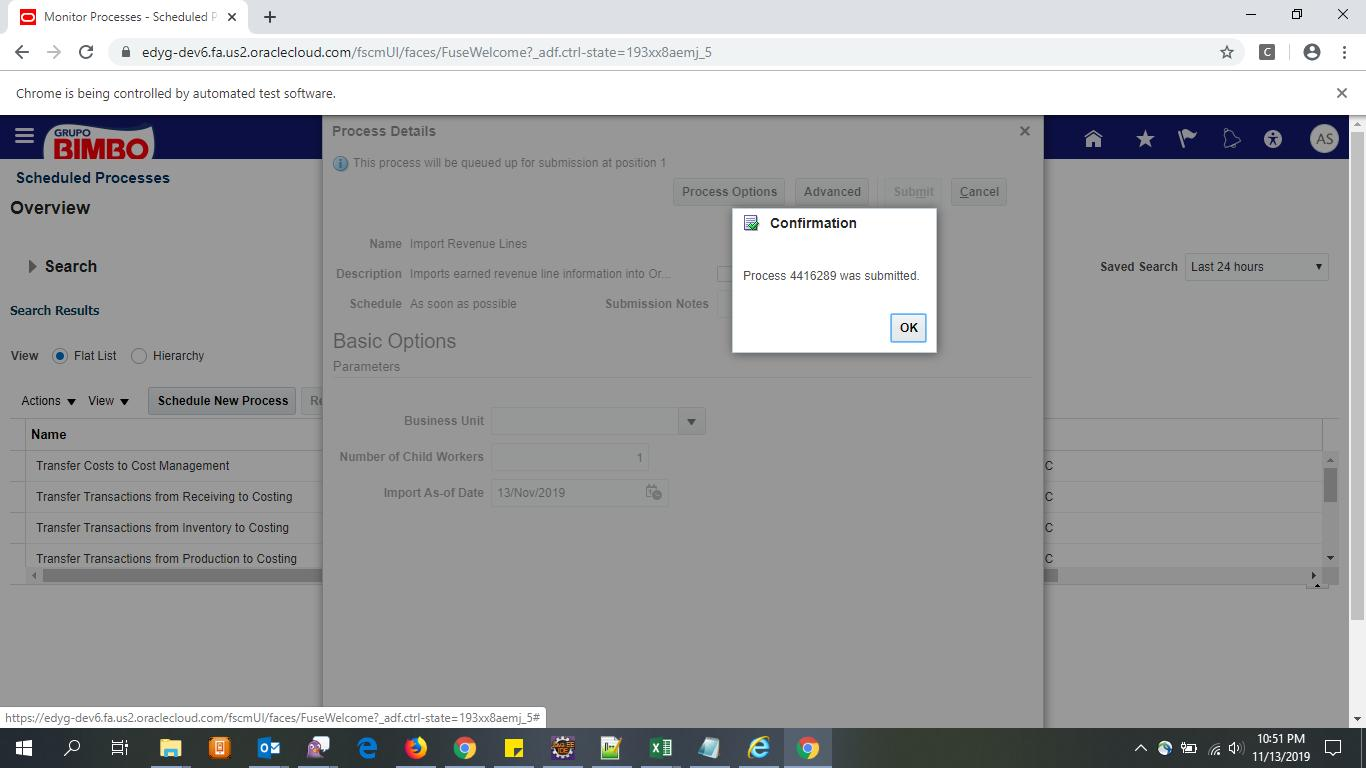 Monitor Processes - Scheduled P
edyg-dev6.fa.us2.oraclecloud.com/fscmUI/faces/FuseWelcome?_adf.ctrl-state=193xx8aemj_5
C
Chrome is being controlled by automated test software.
GRUPO
BIMBO
AS
Process Details
This process will be queued up for submission at position 1
Process Options Advanced Submit Cancel
Scheduled Processes
Overview
Search
Saved Search Last 24 hours
Confirmation
Process 4416289 was submitted.
OK
Name Import Revenue Lines
Description Imports earned revenue line information into Or...
Schedule As soon as possible Submission Notes
Basic Options
Parameters
Business Unit
Number of Child Workers 1
Import As-of Date 13/Nov/2019
Search Results
View Flat List Hierarchy
Actions View Schedule New Process Re
Name
Transfer Costs to Cost Management C
Transfer Transactions from Receiving to Costing C
Transfer Transactions from Inventory to Costing C
Transfer Transactions from Production to Costing C
https://edyg-dev6.fa.us2.oraclecloud.com/fscmUI/faces/FuseWelcome?_adf.ctrl-state=193xx8aemj_5#
10:51 PM
11/13/2019